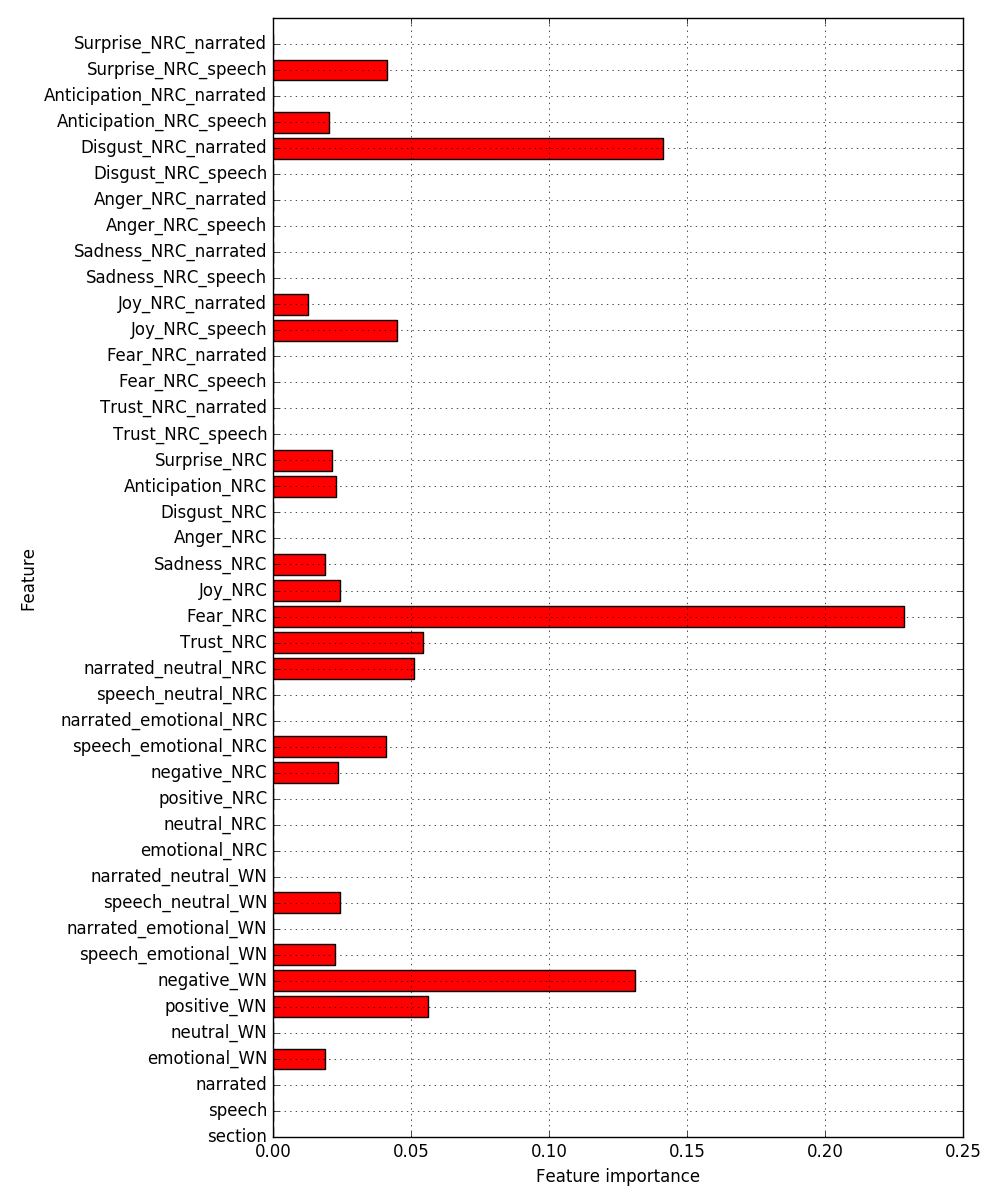 Surprise_NRC_narrated
Surprise_NRC_speech
Anticipation_NRC_narrated
Anticipation_NRC_speech
Disgust_NRC_narrated
Disgust_NRC_speech
Anger_NRC_narrated
Anger_NRC_speech
Sadness_NRC_narrated
Sadness_NRC_speech
Joy_NRC_narrated
Joy_NRC_speech
Fear_NRC_narrated
Fear_NRC_speech
Trust_NRC_narrated
Trust_NRC_speech
Surprise_NRC
Anticipation_NRC
Disgust_NRC
Anger_NRC
Sadness_NRC
Joy_NRC
Fear_NRC
Trust_NRC
narrated_neutral_NRC
speech_neutral_NRC
narrated_emotional_NRC
speech_emotional_NRC
negative_NRC
positive_NRC
neutral_NRC
emotional_NRC
narrated_neutral_WN
speech_neutral_WN
narrated_emotional_WN
speech_emotional_WN
negative_WN
positive_WN
neutral_WN
emotional_WN
narrated
speech
section
Feature
0.00 0.05 0.10 0.15 0.20 0.25
Feature importance